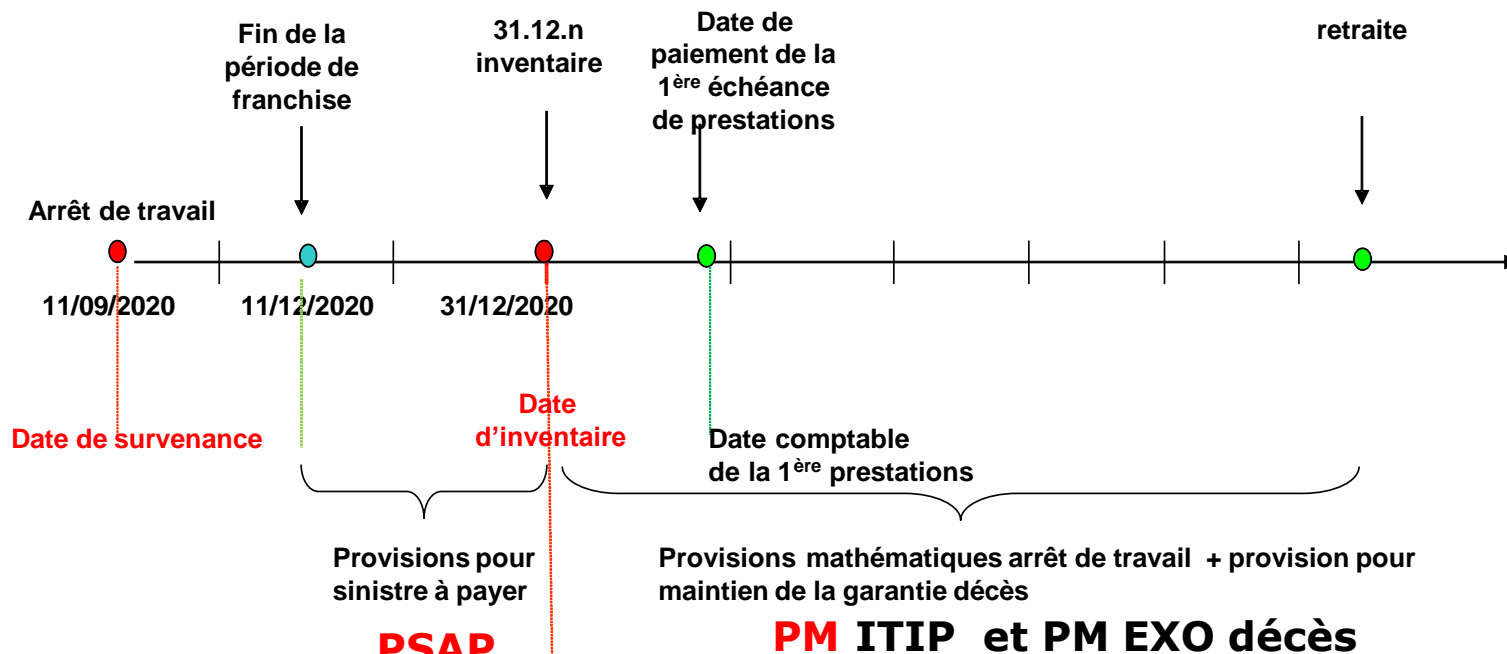 Fin de la
période de
franchise
31.12.n
inventaire
Date de
paiement de la
1ère échéance
de prestations
retraite
Arrêt de travail
11/09/2020
11/12/2020
31/12/2020
Date de survenance
Date
d’inventaire
Date comptable
de la 1ère prestations
Provisions pour
sinistre à payer
Provisions mathématiques arrêt de travail + provision pour
maintien de la garantie décès
PSAP
PM ITIP et PM EXO décès